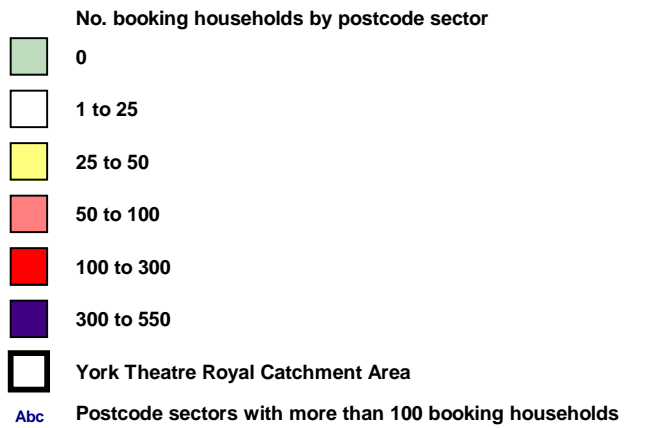 No. booking households by postcode sector
0
1 to 25
25 to 50
50 to 100
100 to 300
300 to 550
York Theatre Royal Catchment Area
Abc Postcode sectors with more than 100 booking households